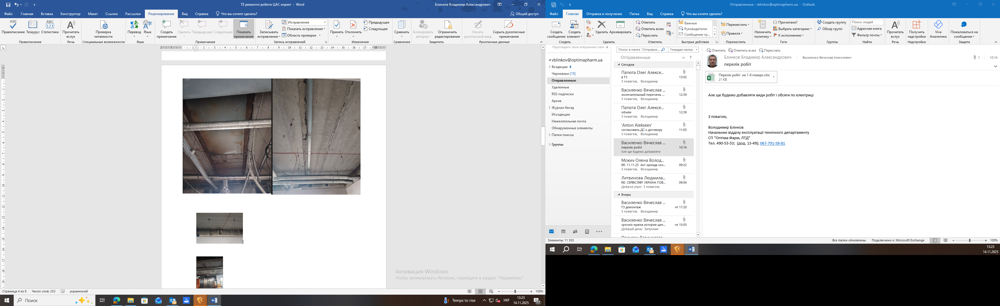 ТЗ ремонтні роботи ЦАС корект - Word
Блинков Владимир Александрович
Файл Главная Вставка Конструктор Макет Ссылки Рассылки Рецензирование Вид Справка Что вы хотите сделать? Общий доступ
Правописание
Тезаурус
Статистика
Правописание
Прочитать вслух
Речь
Проверка читаемости
Специальные возможности
Перевод
Язык
Язык
Создать примечание
Удалить
Предыдущее
Следующее
Показать примечания
Примечания
Записывать исправления
Исправления
Показать исправления
Область проверки
Запись исправлений
Принять
Отклонить
Предыдущее
Следующее
Изменения
Сравнить
Сравнение
Блокировать авторов
Ограничить редактирование
Защитить
Начать рукописный ввод
Скрыть рукописные примечания
Рукописные данные
Активация Windows
Чтобы активировать Windows, перейдите в раздел "Параметры".
Страница 4 из 9 Число слов: 253 украинский
100%
Поиск
Temps to rise
УКР
13:23
14.11.2025
22
Отправленные - vblinkov@optimapharm.ua - Outlook
Файл Главная Отправка и получение Папка Вид Справка Что вы хотите сделать?
Создать сообщение
Создать элемент
Создать
Удалить
Архивировать
Удалить
Ответить
Ответить всем
Переслать
Ответить
Важные
Руководителю
Сообщение гр...
Быстрые действия
Переместить
Правила
Переместить
Назначить политику
Прочитано?
Выбрать категорию
К исполнению
Теги
Создать группу
Обзор групп
Группы
Поиск людей
Адресная книга
Фильтр почты
Найти
Прочитать вслух
Речь
Получить надстройки
Надстройки
Viva Аналитика
Пожаловаться на сообщение
Защита
Перетащите свои избранные папк
vblinkov@optimapharm.ua
Входящие 4
Черновики [15]
Отправленные
Удаленные
RSS-подписки
Архив
Журнал бесед
Исходящие
Нежелательная почта
Обнаруженные элементы
Папки поиска
Группы
Поиск в папке "Отправле...
Текущая папка
Отправленные
Сегодня
Патюта Олег Алексе...
в ТЗ 13:02
З повагою, Володимир
Василенко Вячеслав ...
окончательный перечень ... 12:39
З повагою, Володимир
Патюта Олег Алексе...
объём 12:38
З повагою, Володимир
'Anton Alekseev'
согласовать ДС к договору 11:05
З повагою, Володимир
Василенко Вячеслав ...
перелік робіт 10:16
Але ще будемо добавляти
Мокич Олена Волод...
RE: 11.11.25 Акт оренда скл... 09:22
З повагою, Володимир
Литвинова Людмила...
RE: СЕРВІСЛІФТ УКРАЇНА ТОВ... 09:04
Доброе утро! З повагою,
Вчера
Василенко Вячеслав ...
ТЗ демонтаж чт 17:20
З повагою, Володимир
Василенко Вячеслав ...
срочно нужна история цен... чт 15:05
Добрый день! Запускаю
Ответить Ответить всем Переслать
Блинков Владимир Александрович Василенко Вячеслав Алексеевич 1 10:16
перелік робіт
Перелік робіт на 1-8 поверх.xlsx
21 KB
Але ще будемо добавляти види робіт і обсяги по електриці
З повагою,
Володимир Блінков
Начальник відділу експлуатації технічного департаменту
СП “Оптіма-Фарм, ЛТД”
Тел. 490-53-53; (дод. 13-49); 067-791-58-81
Элементы: 11 555
Все папки обновлены. Подключено к: Microsoft Exchange
100%
13:23
14.11.2025